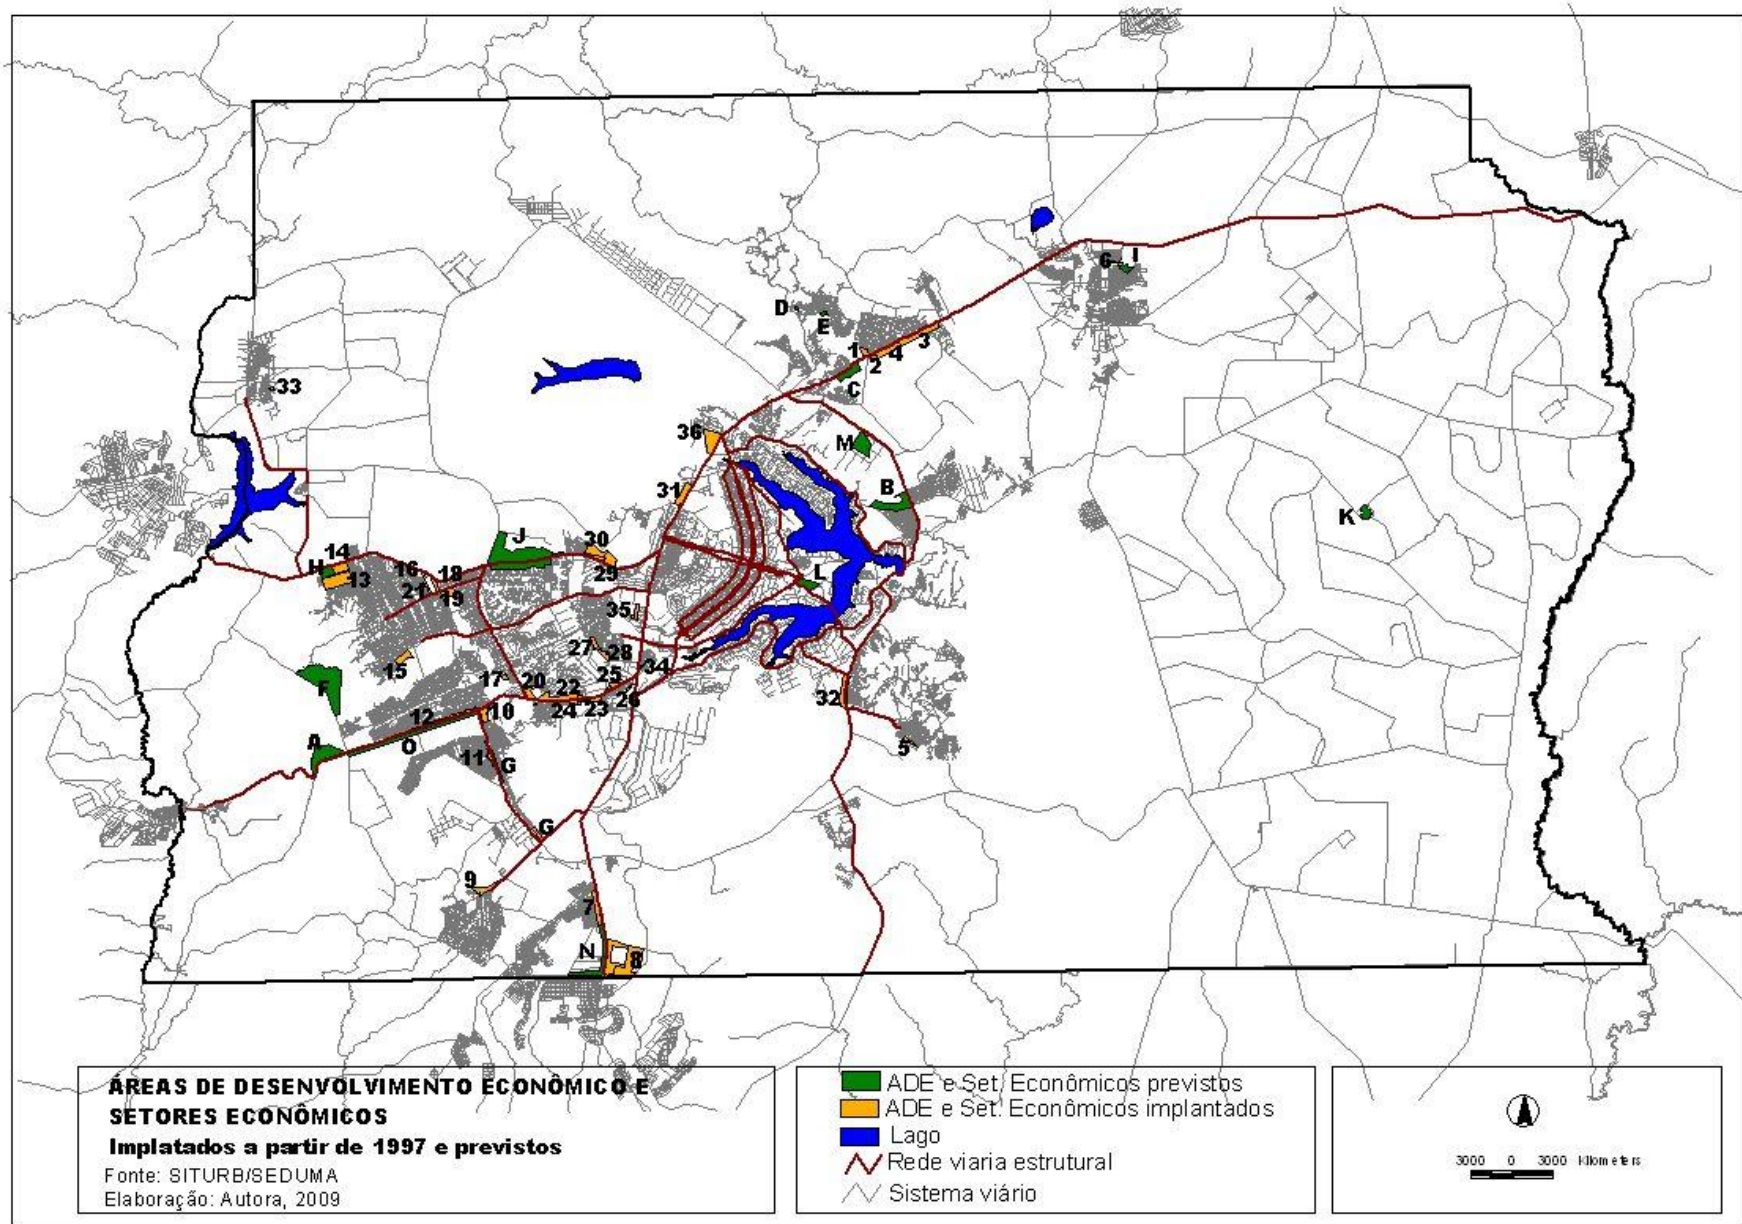 I
6
D
E
3
1
4
2
C
33
36
M
B
31
K
J
30
14
H
13
16
18
29
L
21
19
35
27
28
15
25
34
17
20
22
F
26
32
24
23
12
10
A
O
5
11
G
G
9
7
N
8
ÁREAS DE DESENVOLVIMENTO ECONÔMICO E
SETORES ECONÔMICOS
Implatados a partir de 1997 e previstos
Fonte: SITURB/SEDUMA
Elaboração: Autora, 2009
ADE e Set. Econômicos previstos
ADE e Set. Econômicos implantados
Lago
Rede viaria estrutural
Sistema viário
3000 0 3000 Kilometers